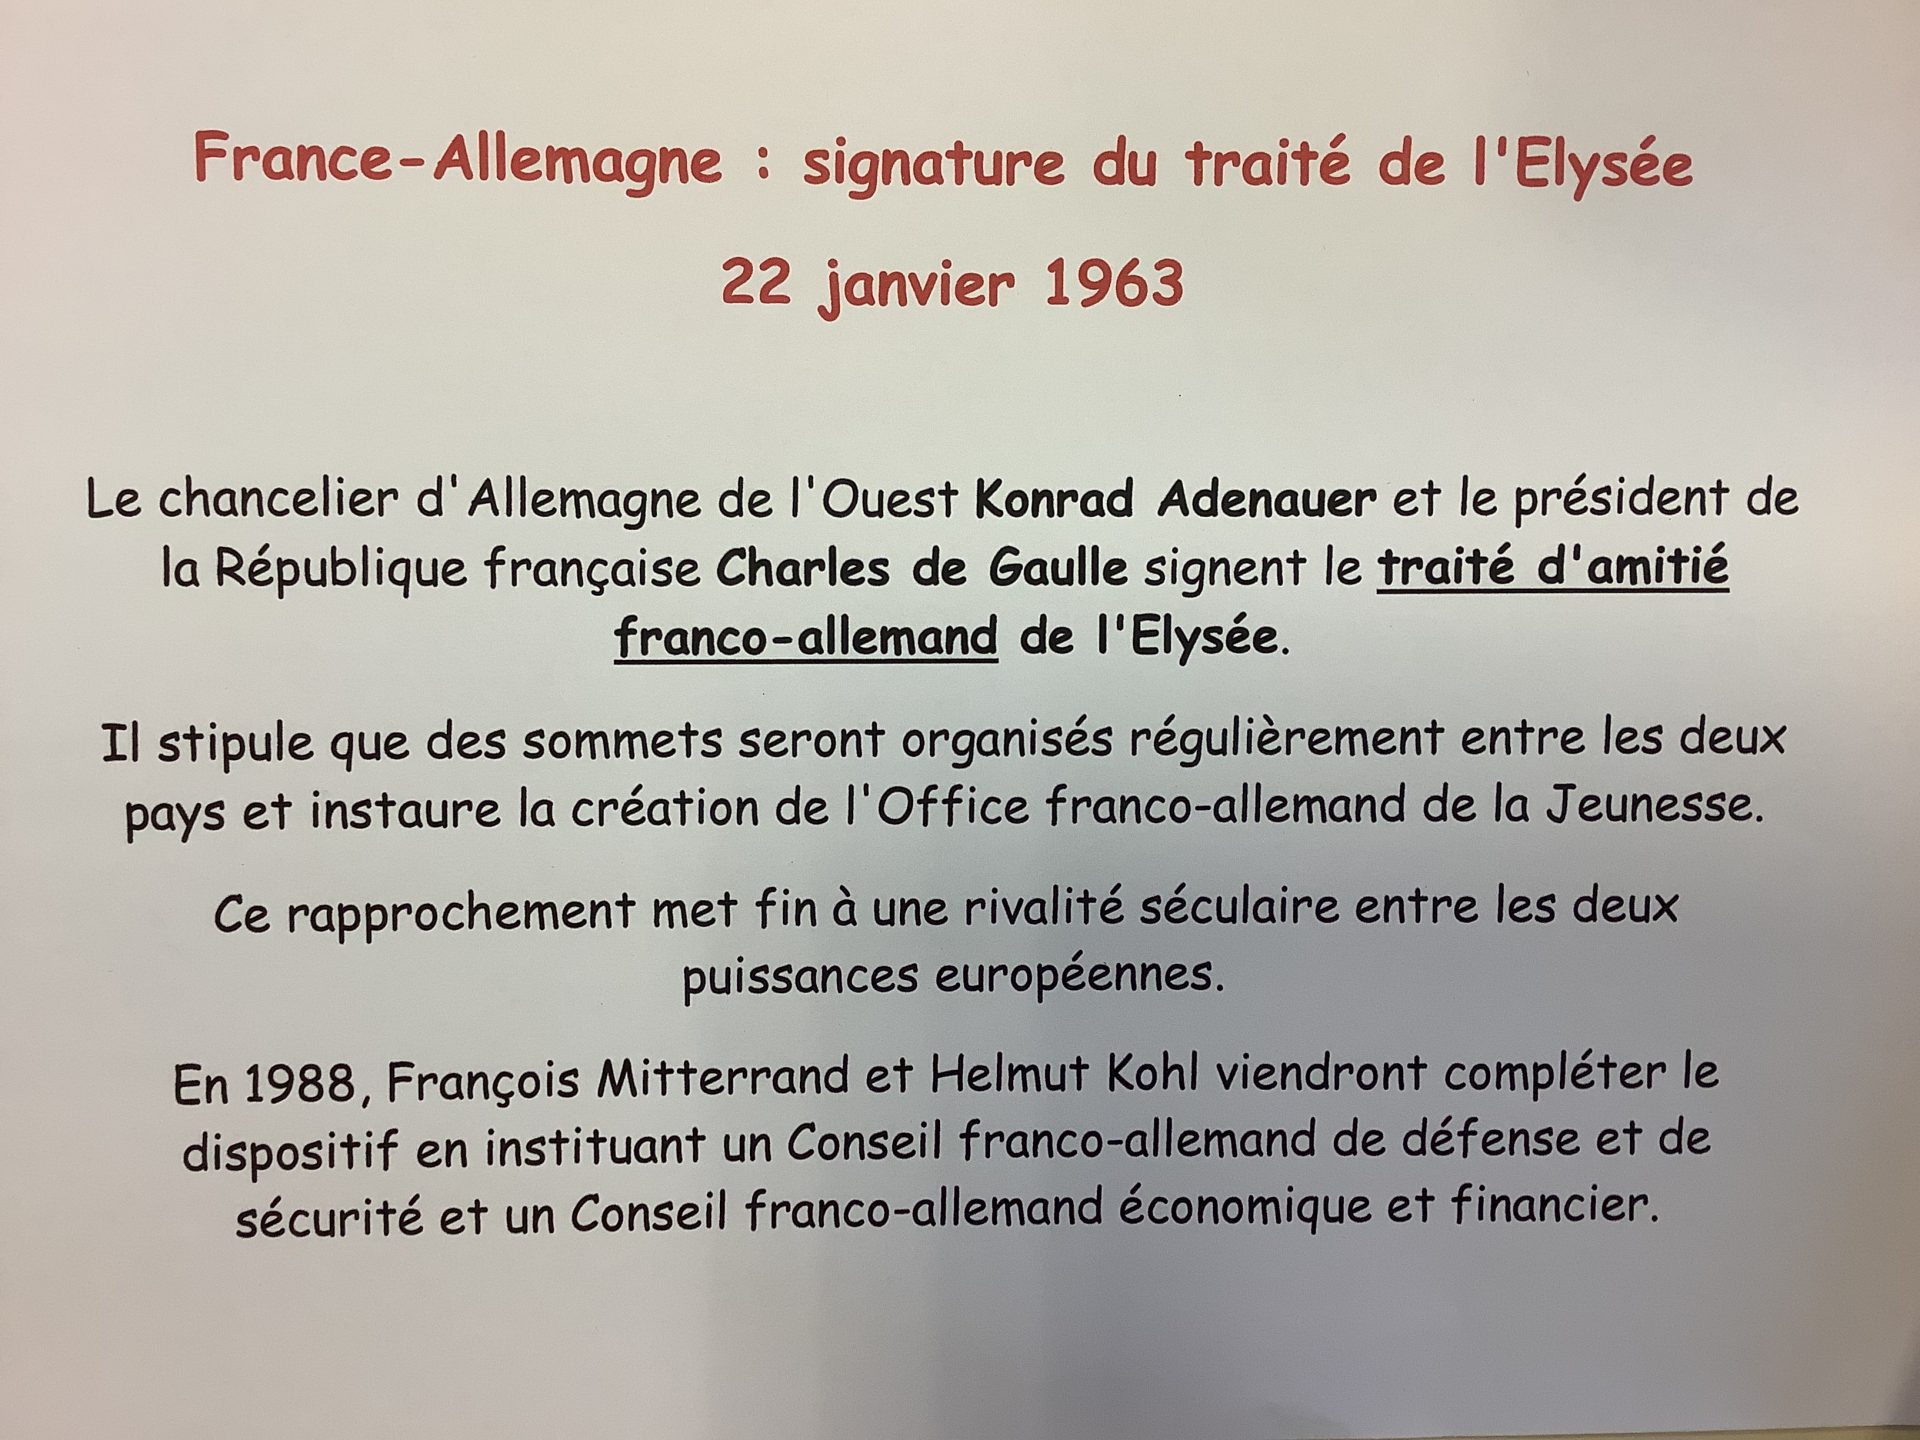 France-Allemagne : signature du traité de l'Elysée
22 janvier 1963
Le chancelier d'Allemagne de l'Ouest Konrad Adenauer et le président de
la République française Charles de Gaulle signent le traité d'amitié
franco-allemand de l'Elysée.
Il stipule que des sommets seront organisés régulièrement entre les deux
pays et instaure la création de l'Office franco-allemand de la Jeunesse.
Ce rapprochement met fin à une rivalité séculaire entre les deux
puissances européennes.
En 1988, François Mitterrand et Helmut Kohl viendront compléter le
dispositif en instituant un Conseil franco-allemand de défense et de
sécurité et un Conseil franco-allemand économique et financier.